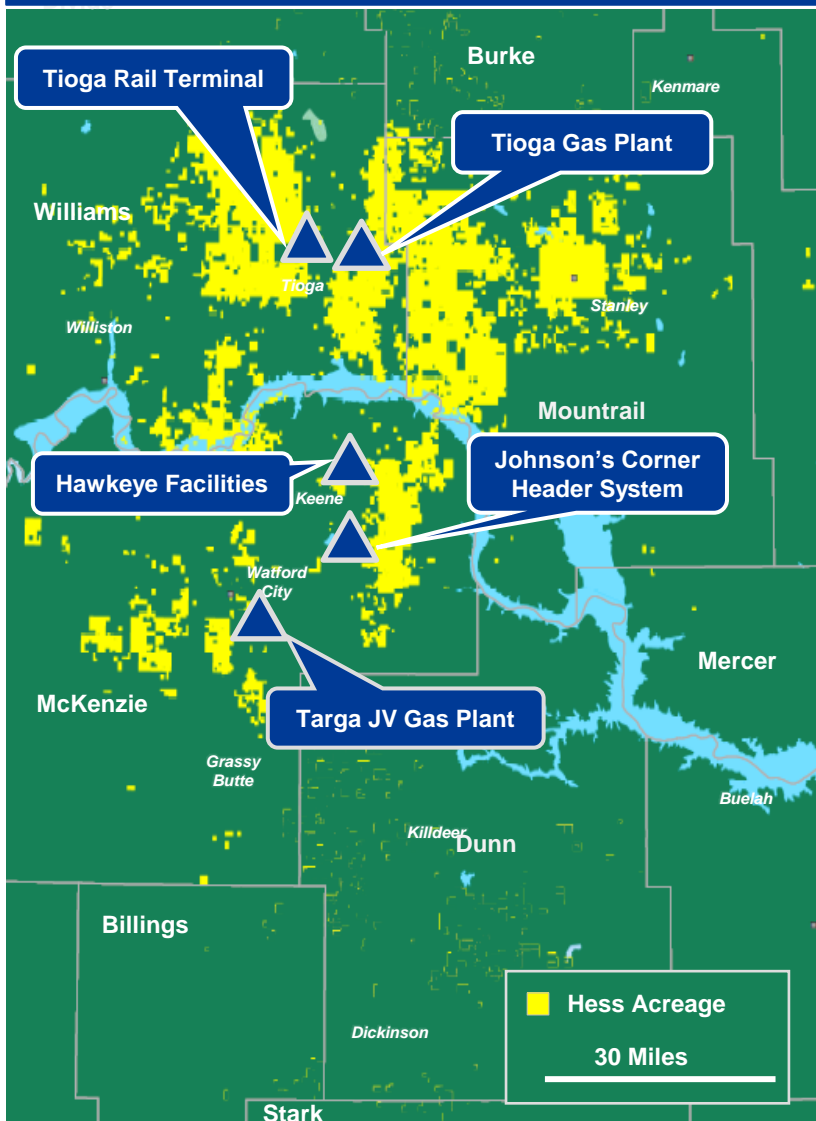 Burke
Tioga Rail Terminal
Kenmare
Tioga Gas Plant
Williams
Tioga
Stanley
Williston
Mountrail
Johnson's Corner
Header System
Hawkeye Facilities
Keene
Watford
City
Mercer
McKenzie
Targa JV Gas Plant
Grassy
Butte
Buelah
Killdeer
Dunn
Billings
Hess Acreage
Dickinson
30 Miles
Stark